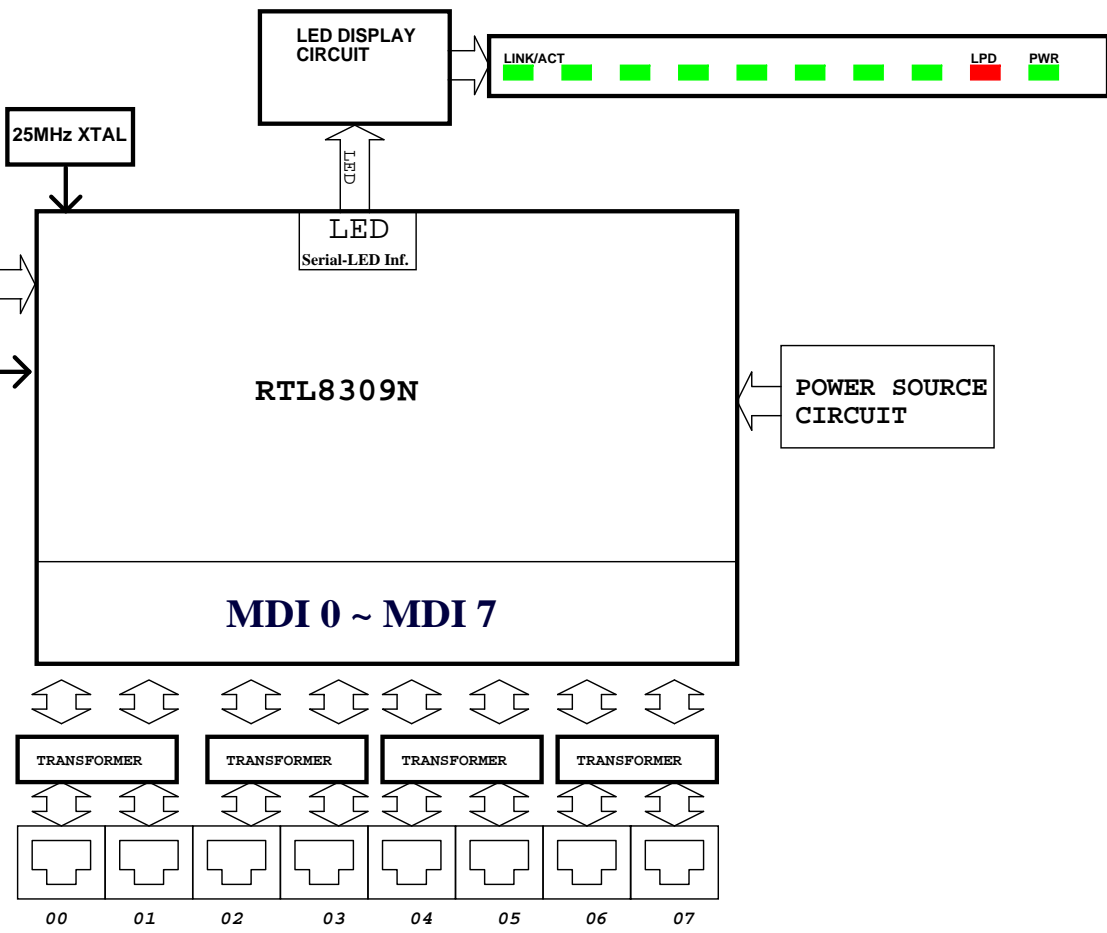 LED DISPLAY
CIRCUIT
LINK/ACT LPD PWR
25MHz XTAL
LED
LED
Serial-LED Inf.
RTL8309N
POWER SOURCE
CIRCUIT
MDI 0 ~ MDI 7
TRANSFORMER TRANSFORMER TRANSFORMER TRANSFORMER
00 01 02 03 04 05 06 07